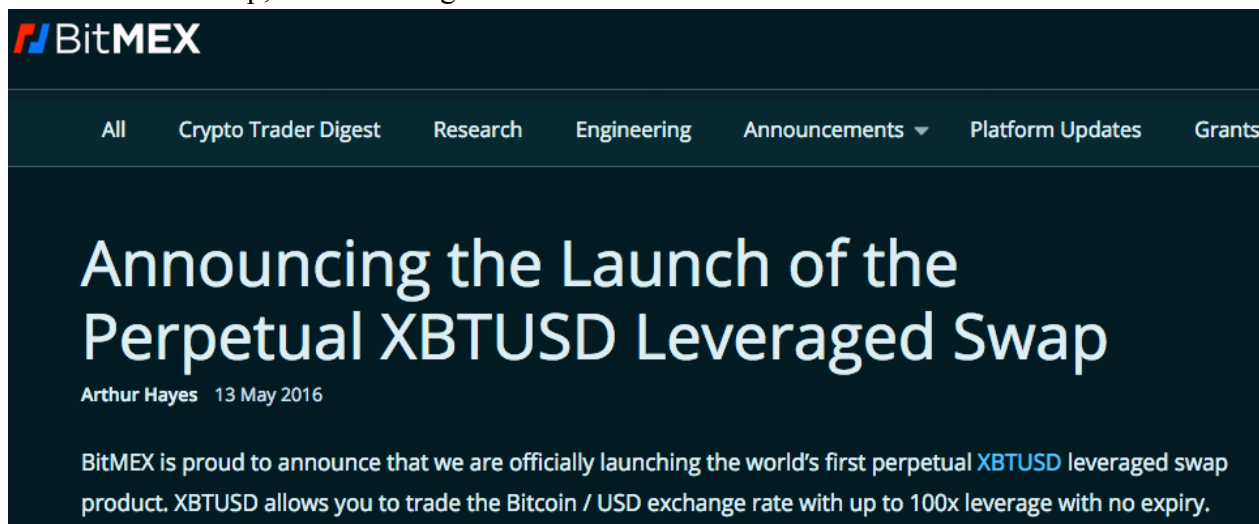 BitMEX
All Crypto Trader Digest Research Engineering Announcements Platform Updates Grants
Announcing the Launch of the
Perpetual XBTUSD Leveraged Swap
Arthur Hayes 13 May 2016
BitMEX is proud to announce that we are officially launching the world's first perpetual XBTUSD leveraged swap
product. XBTUSD allows you to trade the Bitcoin / USD exchange rate with up to 100x leverage with no expiry.